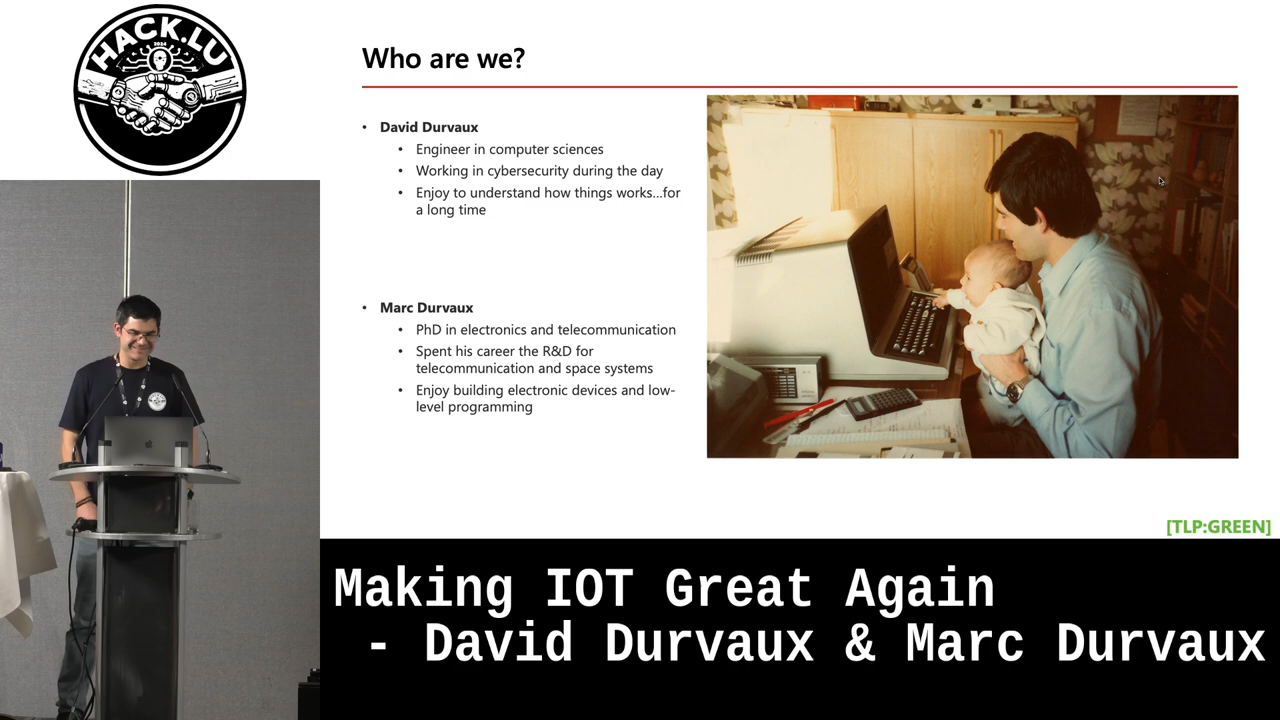 HACK.LU
2024
Who are we?
• David Durvaux
• Engineer in computer sciences
• Working in cybersecurity during the day
• Enjoy to understand how things works...for
a long time
• Marc Durvaux
• PhD in electronics and telecommunication
• Spent his career the R&D for
telecommunication and space systems
• Enjoy building electronic devices and low-
level programming
[TLP:GREEN]
Making IOT Great Again
- David Durvaux & Marc Durvaux